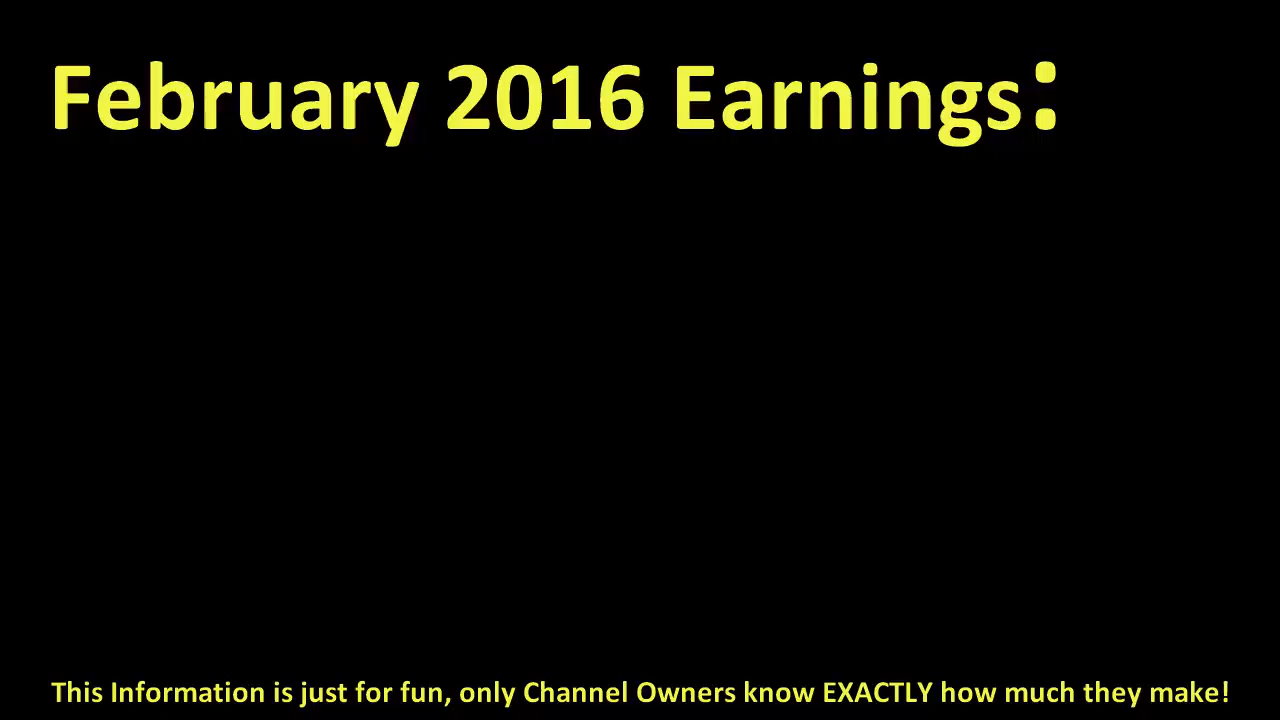 February 2016 Earnings:
This Information is just for fun, only Channel Owners know EXACTLY how much they make!